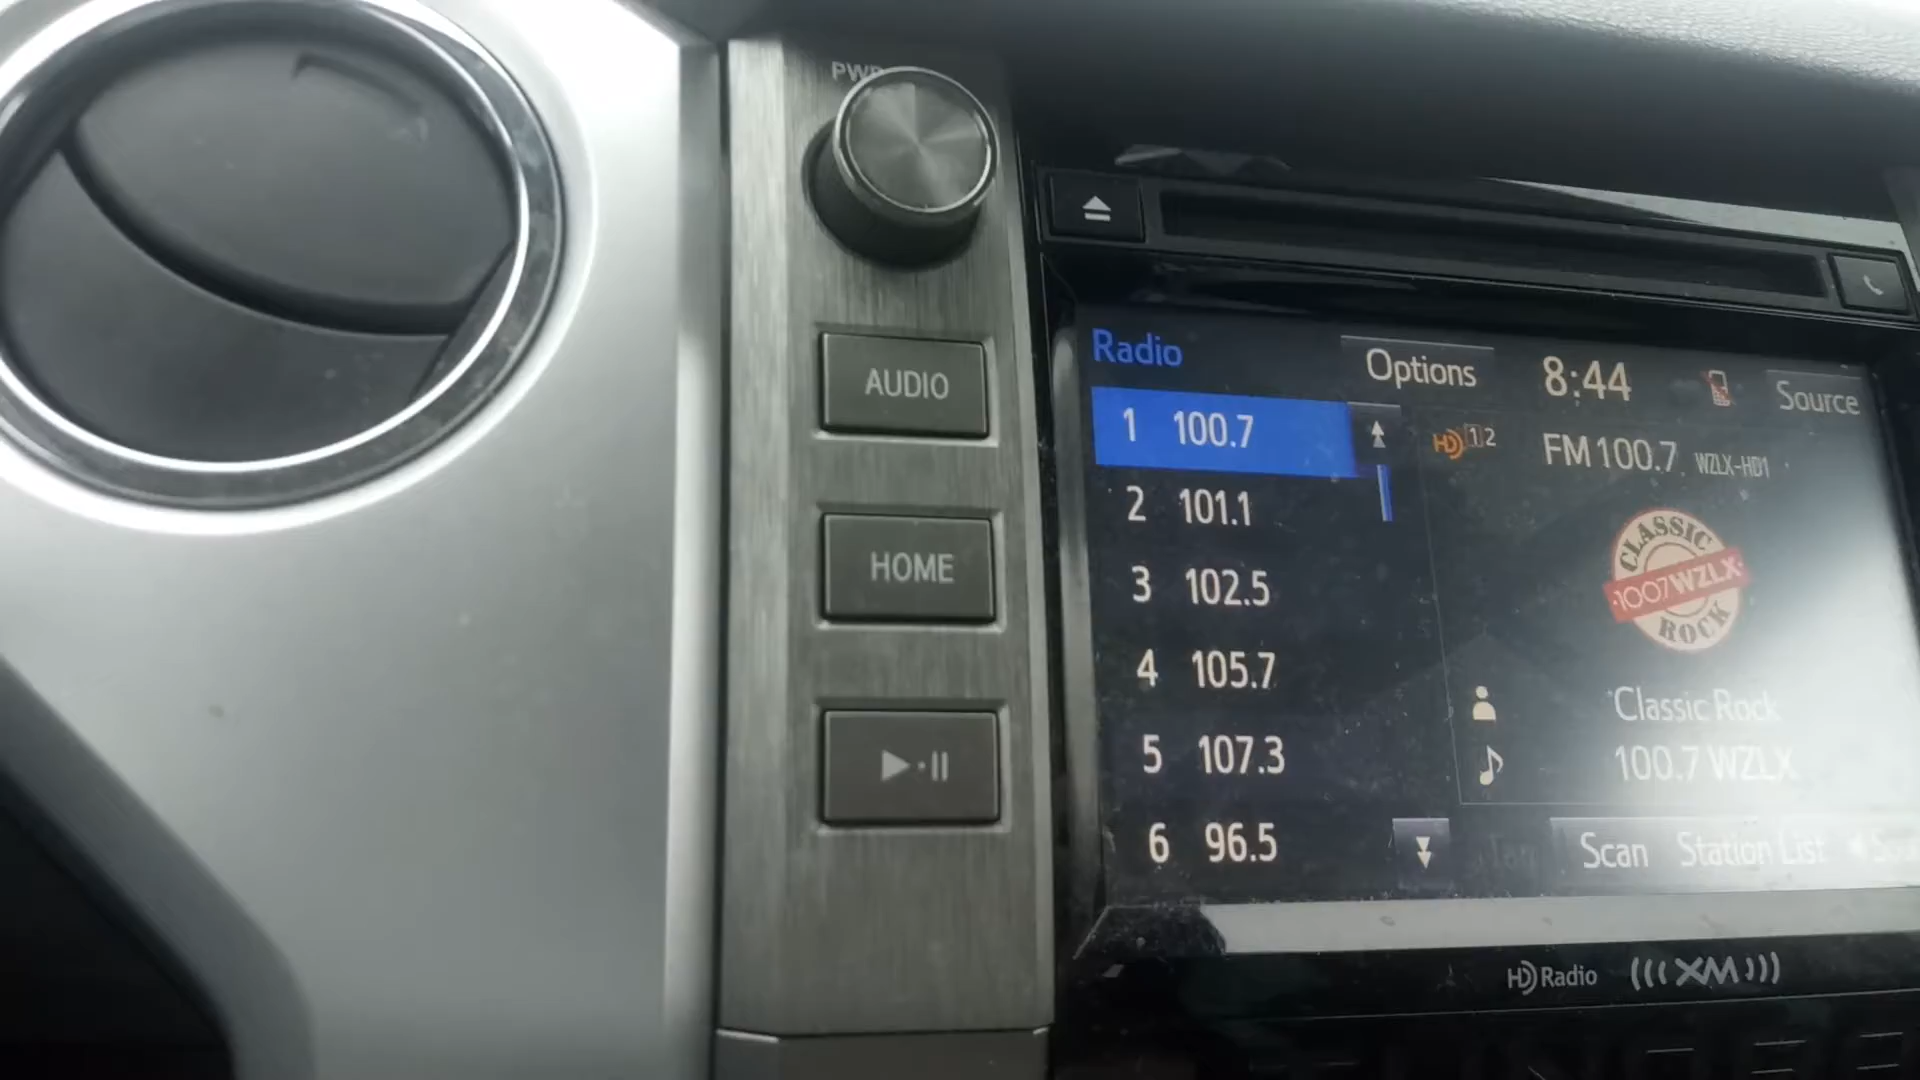 PWR
AUDIO
HOME
Radio
Options
8:44
Source
1 100.7
2 101.1
3 102.5
4 105.7
5 107.3
6 96.5
HD 1 2
FM 100.7 WZLX-HD1
CLASSIC
·1007WZLX·
ROCK
Classic Rock
100.7 WZLX
Scan
Station List
HD Radio
((( XM )))